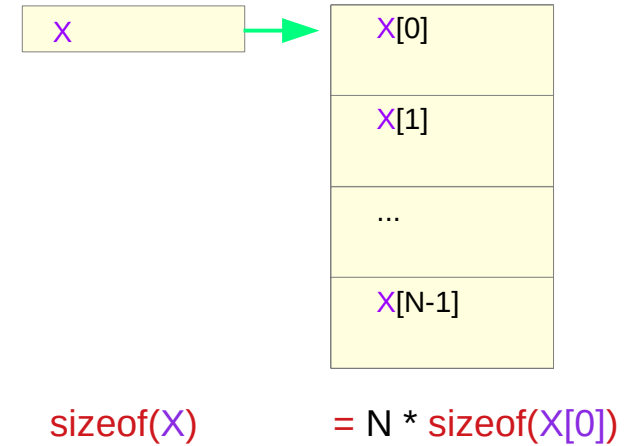 X
X[0]
X[1]
...
X[N-1]
sizeof(X) = N * sizeof(X[0])